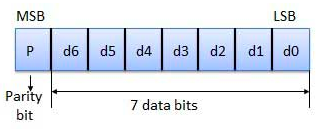 MSB LSB
P d6 d5 d4 d3 d2 d1 d0
Parity
bit
7 data bits